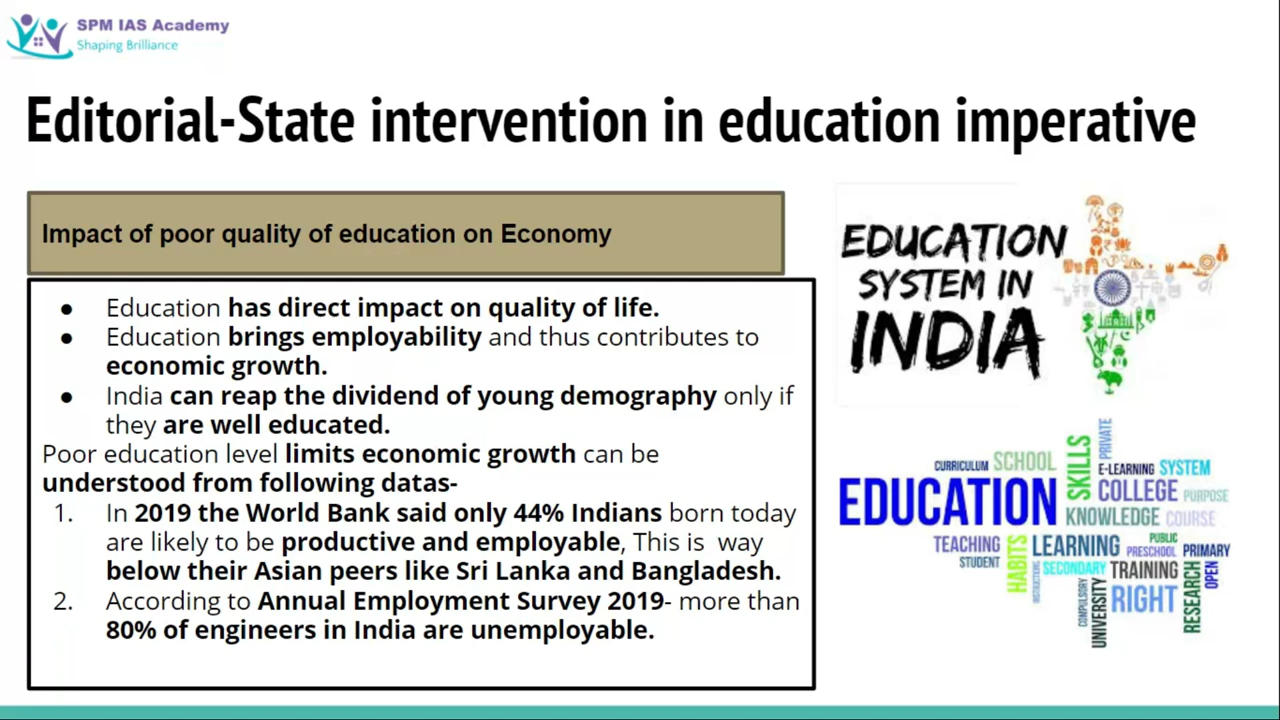 SPM IAS Academy
Shaping Brilliance
Editorial-State intervention in education imperative
Impact of poor quality of education on Economy
● Education has direct impact on quality of life.
● Education brings employability and thus contributes to
economic growth.
● India can reap the dividend of young demography only if
they are well educated.
Poor education level limits economic growth can be
understood from following datas-
1. In 2019 the World Bank said only 44% Indians born today
are likely to be productive and employable, This is way
below their Asian peers like Sri Lanka and Bangladesh.
2. According to Annual Employment Survey 2019- more than
80% of engineers in India are unemployable.
EDUCATION
SYSTEM IN
INDIA
PRIVATE
CURRICULUM SCHOOL
SKILLS
E-LEARNING SYSTEM
EDUCATION
COLLEGE PURPOSE
KNOWLEDGE COURSE
TEACHING
STUDENT
HABITS
INSTRUCTIONS
LEARNING
PUBLIC
PRESCHOOL PRIMARY
SECONDARY TRAINING
COMPULSORY
UNIVERSITY
RIGHT
RESEARCH
OPEN